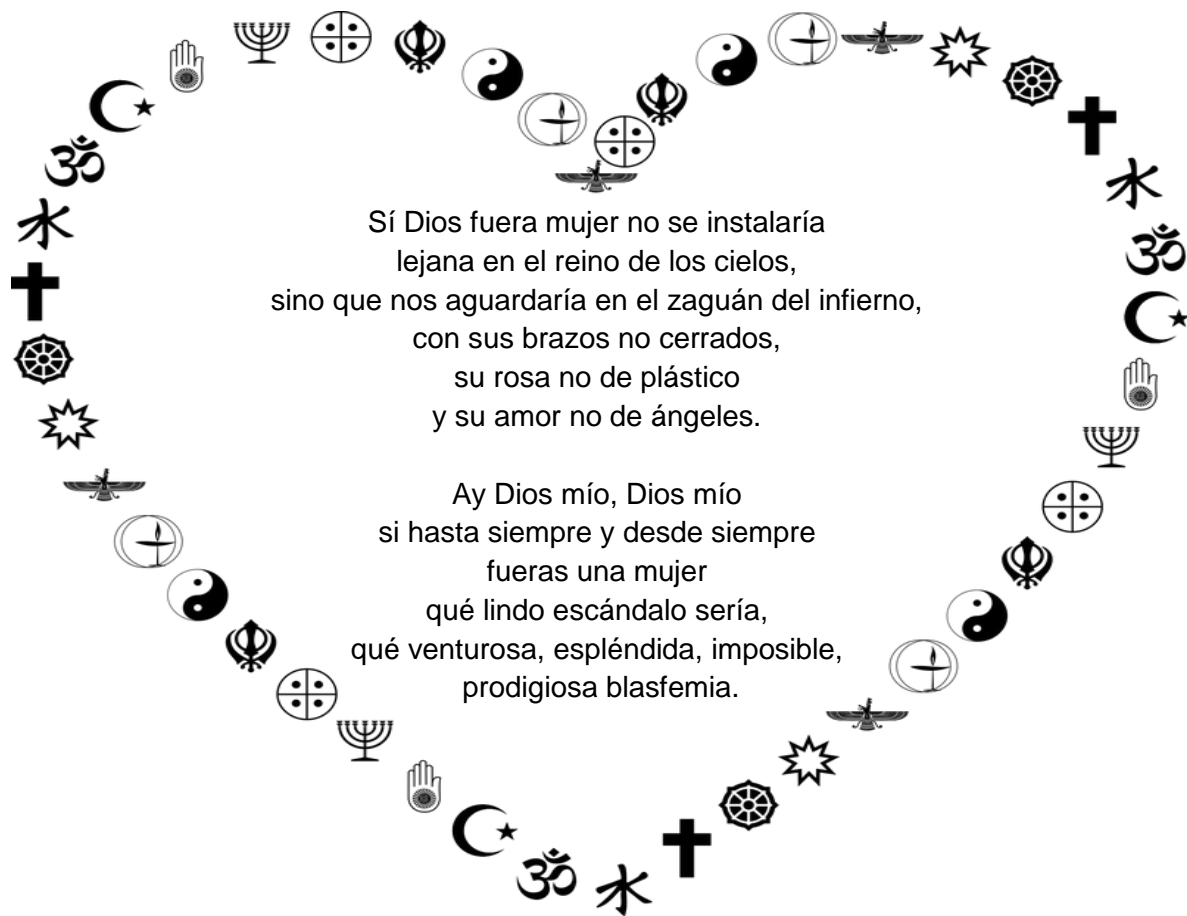 Sí Dios fuera mujer no se instalaría
lejana en el reino de los cielos,
sino que nos aguardaría en el zaguán del infierno,
con sus brazos no cerrados,
su rosa no de plástico
y su amor no de ángeles.
Ay Dios mío, Dios mío
si hasta siempre y desde siempre
fueras una mujer
qué lindo escándalo sería,
qué venturosa, espléndida, imposible,
prodigiosa blasfemia.